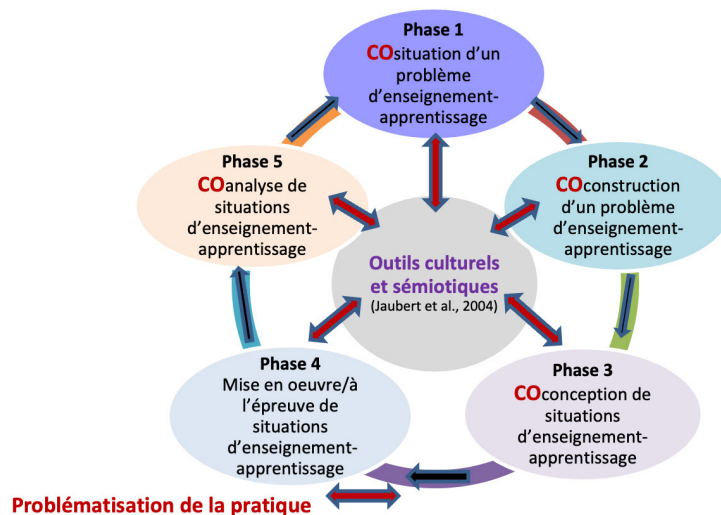 Phase 1
COsituation d'un
problème
d'enseignement-
apprentissage
Phase 2
COconstruction
d'un problème
d'enseignement-
apprentissage
Phase 3
COconception de
situations
d'enseignement-
apprentissage
Phase 4
Mise en oeuvre/à
l'épreuve de
situations
d'enseignement-
apprentissage
Phase 5
COanalyse de
situations
d'enseignement-
apprentissage
Outils culturels
et sémiotiques
(Jaubert et al., 2004)
Problématisation de la pratique